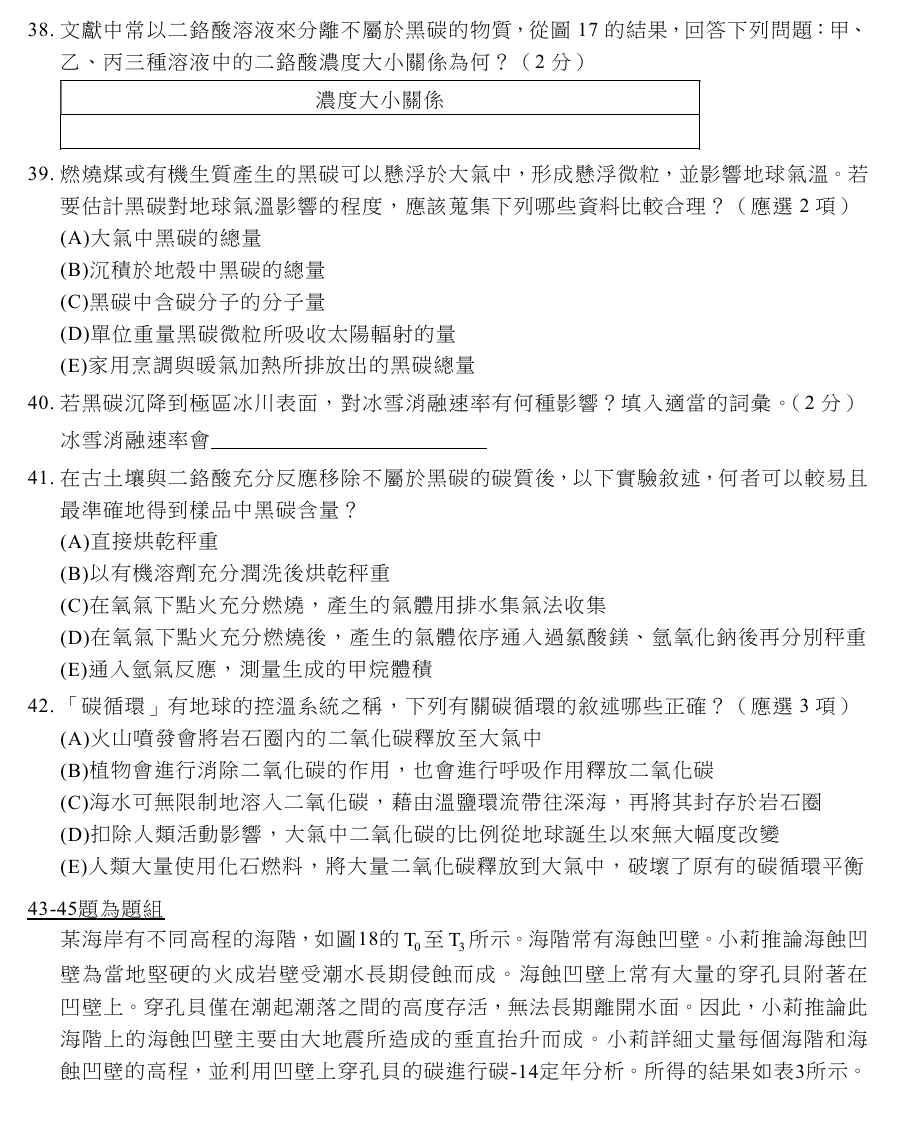 38. 文獻中常以二鉻酸溶液來分離不屬於黑碳的物質，從圖 17 的結果，回答下列問題：甲、
乙、丙三種溶液中的二鉻酸濃度大小關係為何？（2 分）
濃度大小關係
39. 燃燒煤或有機生質產生的黑碳可以懸浮於大氣中，形成懸浮微粒，並影響地球氣溫。若
要估計黑碳對地球氣溫影響的程度，應該蒐集下列哪些資料比較合理？（應選 2 項）
(A)大氣中黑碳的總量
(B)沉積於地殼中黑碳的總量
(C)黑碳中含碳分子的分子量
(D)單位重量黑碳微粒所吸收太陽輻射的量
(E)家用烹調與暖氣加熱所排放出的黑碳總量
40. 若黑碳沉降到極區冰川表面，對冰雪消融速率有何種影響？填入適當的詞彙。（2 分）
冰雪消融速率會
41. 在古土壤與二鉻酸充分反應移除不屬於黑碳的碳質後，以下實驗敘述，何者可以較易且
最準確地得到樣品中黑碳含量？
(A)直接烘乾秤重
(B)以有機溶劑充分潤洗後烘乾秤重
(C)在氧氣下點火充分燃燒，產生的氣體用排水集氣法收集
(D)在氧氣下點火充分燃燒後，產生的氣體依序通入過氯酸鎂、氫氧化鈉後再分別秤重
(E)通入氫氣反應，測量生成的甲烷體積
42. 「碳循環」有地球的控溫系統之稱，下列有關碳循環的敘述哪些正確？（應選 3 項）
(A)火山噴發會將岩石圈內的二氧化碳釋放至大氣中
(B)植物會進行消除二氧化碳的作用，也會進行呼吸作用釋放二氧化碳
(C)海水可無限制地溶入二氧化碳，藉由溫鹽環流帶往深海，再將其封存於岩石圈
(D)扣除人類活動影響，大氣中二氧化碳的比例從地球誕生以來無大幅度改變
(E)人類大量使用化石燃料，將大量二氧化碳釋放到大氣中，破壞了原有的碳循環平衡
43-45題為題組
某海岸有不同高程的海階，如圖18的 T₀ 至 T₃ 所示。海階常有海蝕凹壁。小莉推論海蝕凹
壁為當地堅硬的火成岩壁受潮水長期侵蝕而成。海蝕凹壁上常有大量的穿孔貝附著在
凹壁上。穿孔貝僅在潮起潮落之間的高度存活，無法長期離開水面。因此，小莉推論此
海階上的海蝕凹壁主要由大地震所造成的垂直抬升而成。小莉詳細丈量每個海階和海
蝕凹壁的高程，並利用凹壁上穿孔貝的碳進行碳-14定年分析。所得的結果如表3所示。